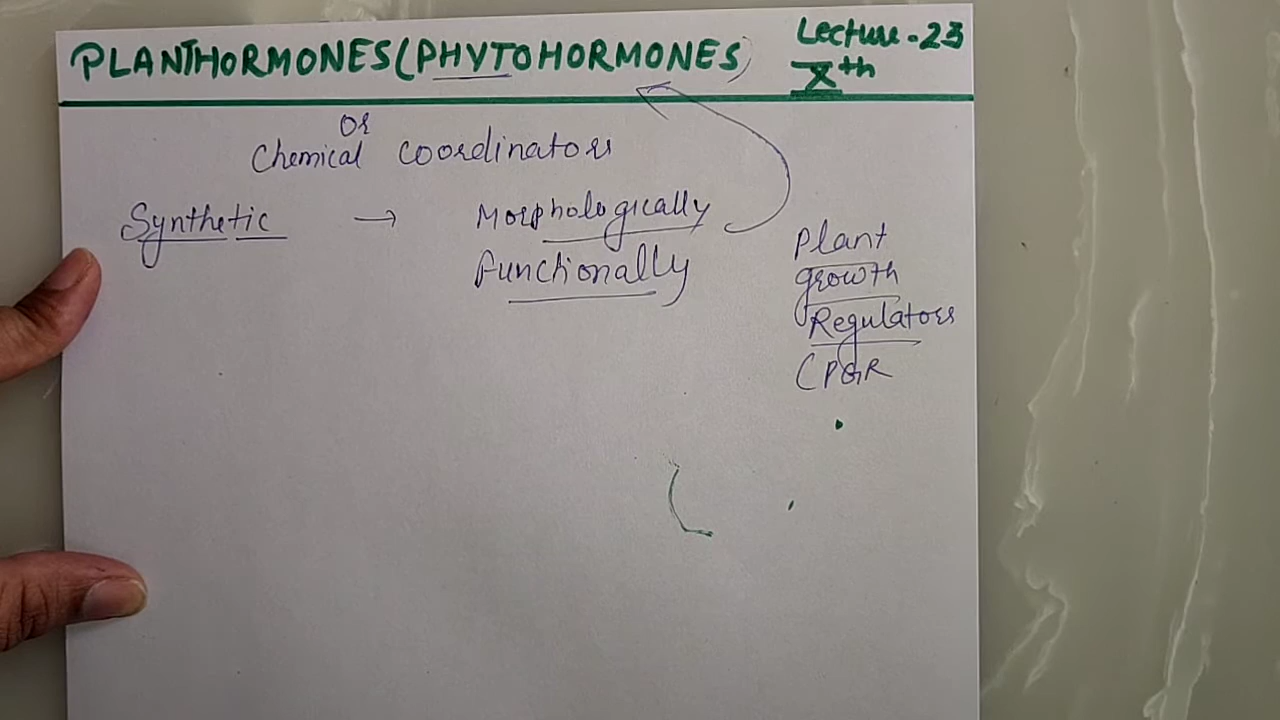 PLANTHORMONES (PHYTOHORMONES)
Lecture - 23
Xth
Or
Chemical coordinators
Synthetic → Morphologically
Functionally
Plant
growth
Regulators
(PGR